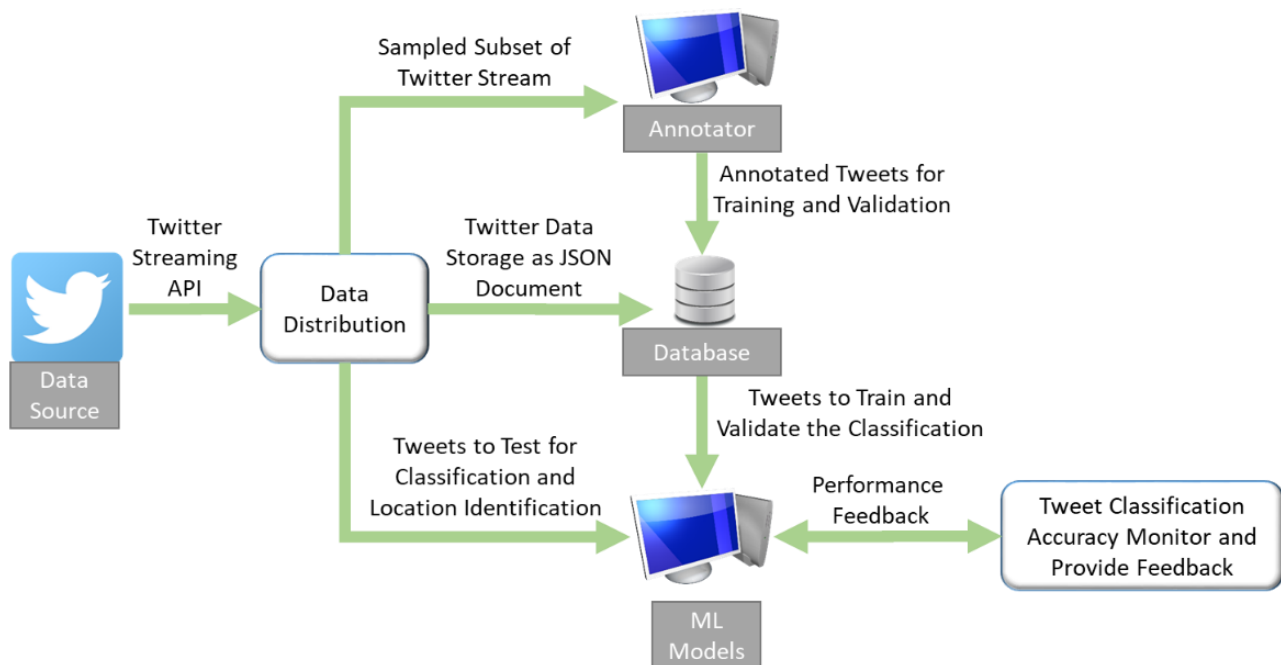 Sampled Subset of
Twitter Stream
Annotator
Annotated Tweets for
Training and Validation
Twitter
Streaming
API
Twitter Data
Storage as JSON
Document
Data
Distribution
Database
Data
Source
Tweets to Train and
Validate the Classification
Tweets to Test for
Classification and
Location Identification
Performance
Feedback
Tweet Classification
Accuracy Monitor and
Provide Feedback
ML
Models